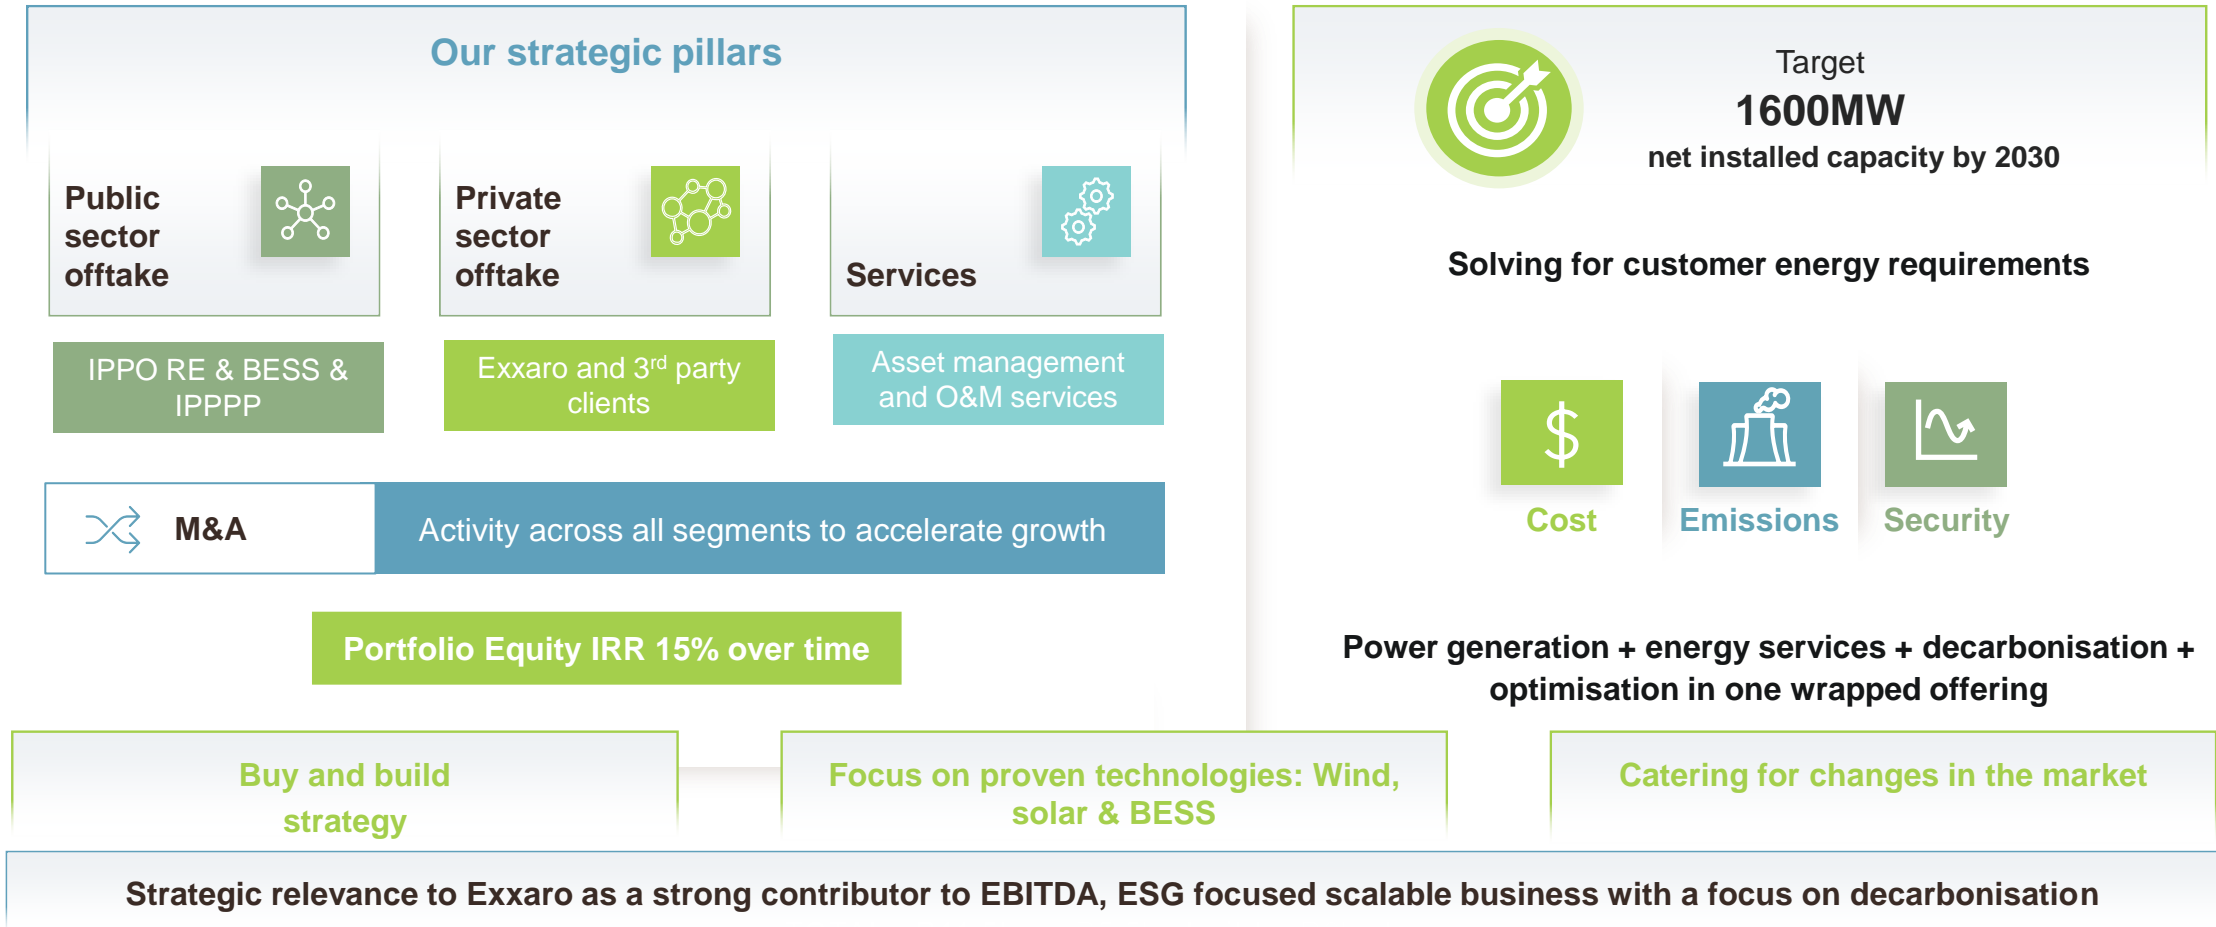 Our strategic pillars
Public
sector
offtake
Private
sector
offtake
Services
IPPO RE & BESS &
IPPPP
Exxaro and 3rd party
clients
Asset management
and O&M services
M&A
Activity across all segments to accelerate growth
Portfolio Equity IRR 15% over time
Target
1600MW
net installed capacity by 2030
Solving for customer energy requirements
$
Cost
Emissions
Security
Power generation + energy services + decarbonisation +
optimisation in one wrapped offering
Buy and build
strategy
Focus on proven technologies: Wind,
solar & BESS
Catering for changes in the market
Strategic relevance to Exxaro as a strong contributor to EBITDA, ESG focused scalable business with a focus on decarbonisation